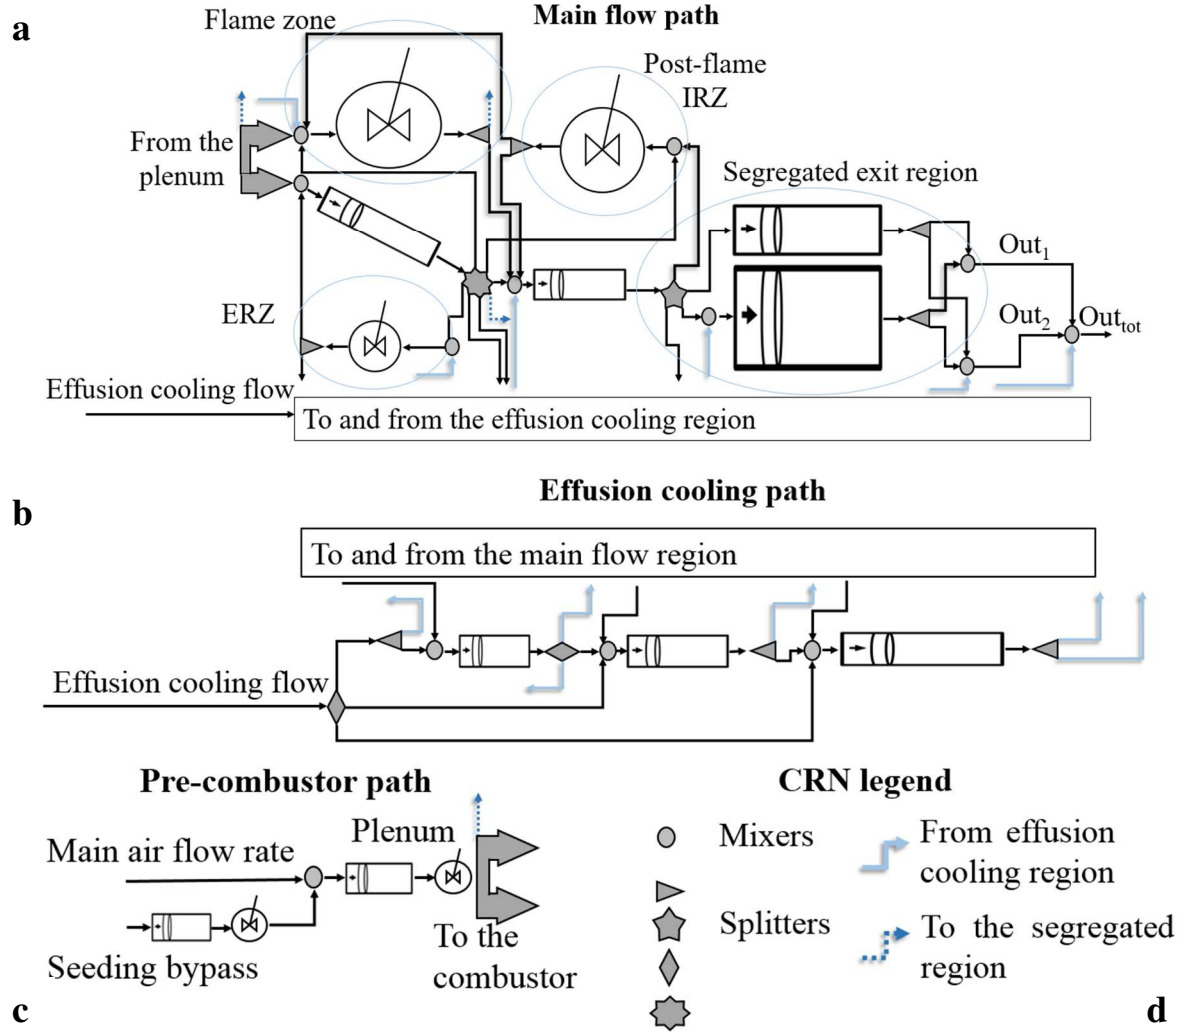 a
Main flow path
Flame zone
Post-flame
IRZ
From the
plenum
Segregated exit region
ERZ
Out1
Out2
Outtot
Effusion cooling flow
To and from the effusion cooling region
b
Effusion cooling path
To and from the main flow region
Effusion cooling flow
Pre-combustor path
Main air flow rate
Plenum
Seeding bypass
To the
combustor
c
CRN legend
Mixers
Splitters
From effusion
cooling region
To the segregated
region
d